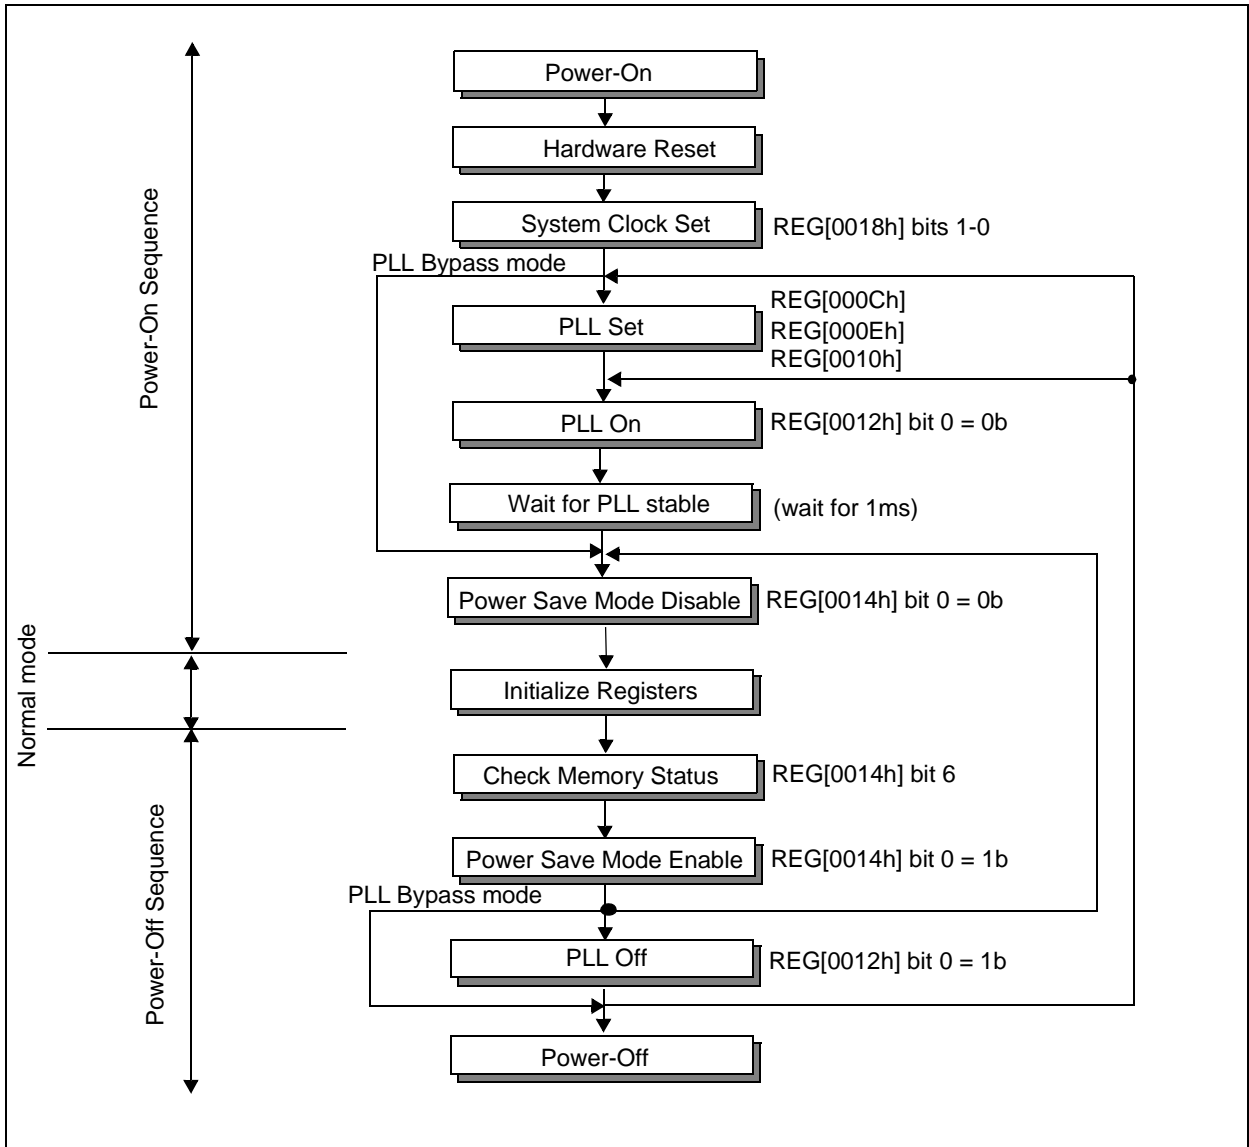 Power-On
Hardware Reset
System Clock Set
REG[0018h] bits 1-0
PLL Bypass mode
REG[000Ch]
PLL Set
REG[000Eh]
REG[0010h]
PLL On
REG[0012h] bit 0 = 0b
Wait for PLL stable
(wait for 1ms)
Power Save Mode Disable
REG[0014h] bit 0 = 0b
Initialize Registers
Check Memory Status
REG[0014h] bit 6
Power Save Mode Enable
REG[0014h] bit 0 = 1b
PLL Bypass mode
PLL Off
REG[0012h] bit 0 = 1b
Power-Off
Power-On Sequence
Normal mode
Power-Off Sequence